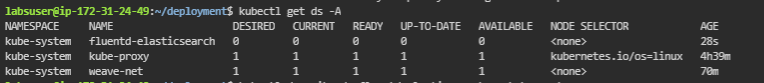 labsuser@ip-172-31-24-49:~/deployment$ kubectl get ds -A
NAMESPACE NAME DESIRED CURRENT READY UP-TO-DATE AVAILABLE NODE SELECTOR AGE
kube-system fluentd-elasticsearch 0 0 0 0 0 <none> 28s
kube-system kube-proxy 1 1 1 1 1 kubernetes.io/os=linux 4h39m
kube-system weave-net 1 1 1 1 1 <none> 70m